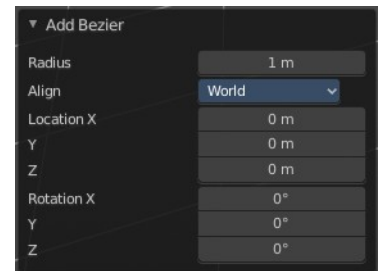 Add Bezier
Radius 1 m
Align World
Location X 0 m
Y 0 m
Z 0 m
Rotation X 0°
Y 0°
Z 0°